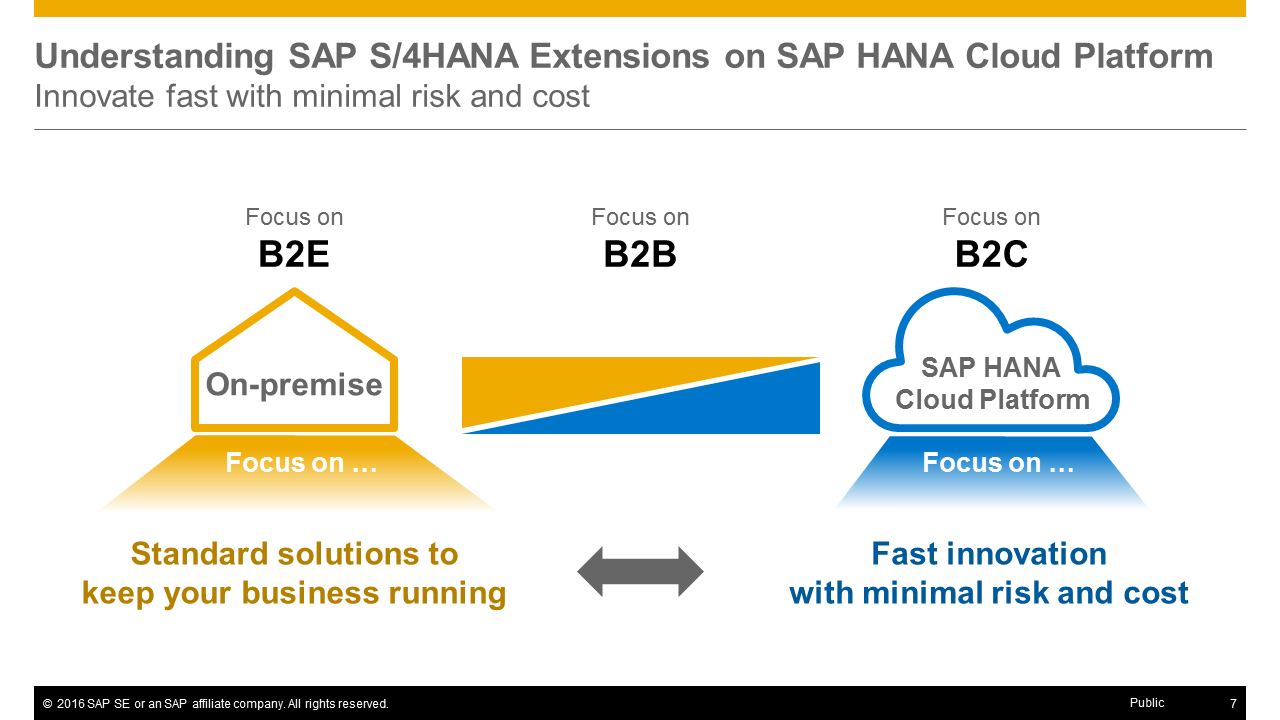 Understanding SAP S/4HANA Extensions on SAP HANA Cloud Platform
Innovate fast with minimal risk and cost
Focus on
B2E
Focus on
B2B
Focus on
B2C
On-premise
SAP HANA
Cloud Platform
Focus on …
Focus on …
Standard solutions to
keep your business running
Fast innovation
with minimal risk and cost
© 2016 SAP SE or an SAP affiliate company. All rights reserved.
Public
7